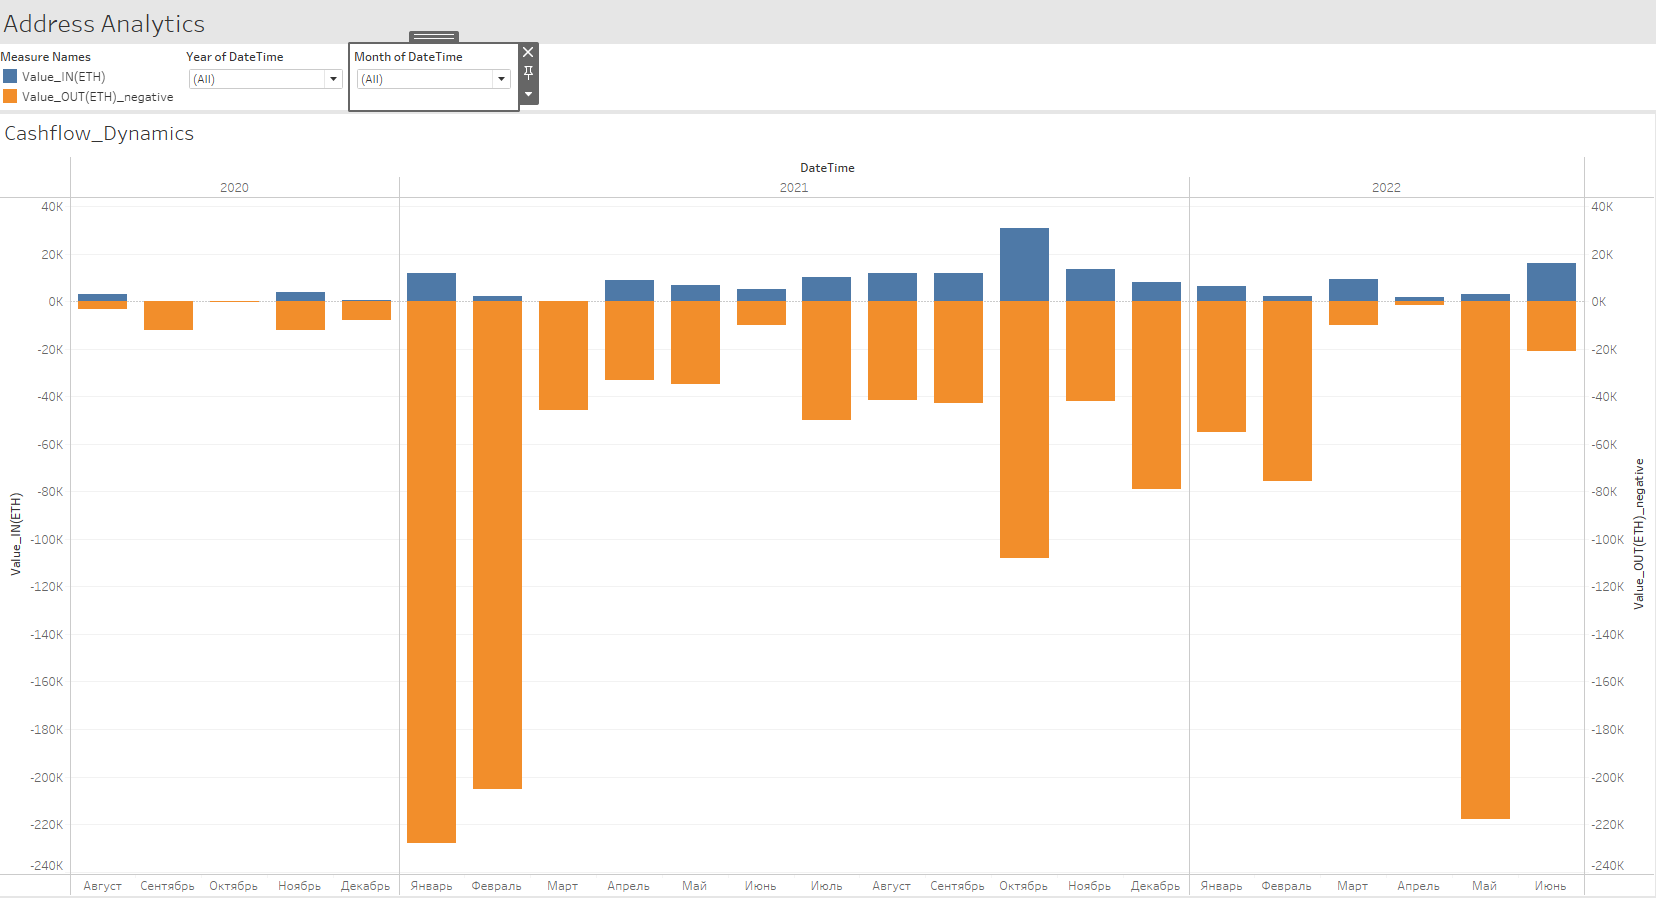 Address Analytics
Measure Names
Value_IN(ETH)
Value_OUT(ETH)_negative
Year of DateTime
(All)
Month of DateTime
(All)
Cashflow_Dynamics
DateTime
2020 2021 2022
40K 40K
20K 20K
0K 0K
-20K -20K
-40K -40K
-60K -60K
-80K -80K
-100K -100K
-120K -120K
-140K -140K
-160K -160K
-180K -180K
-200K -200K
-220K -220K
-240K -240K
Value_IN(ETH)
Value_OUT(ETH)_negative
Август Сентябрь Октябрь Ноябрь Декабрь Январь Февраль Март Апрель Май Июнь Июль Август Сентябрь Октябрь Ноябрь Декабрь Январь Февраль Март Апрель Май Июнь